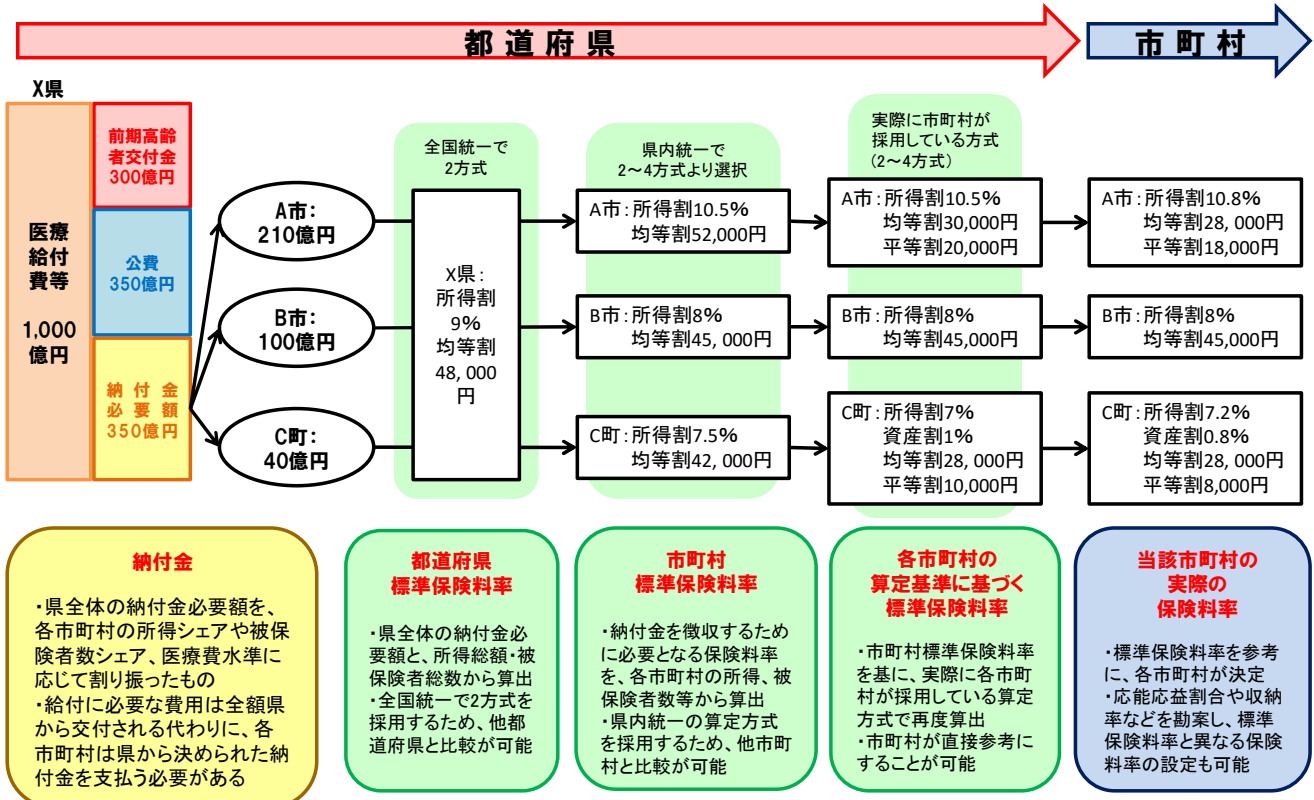 都道府県
市町村
X県
医療
給付
費等
1,000
億円
前期高齢
者交付金
300億円
公費
350億円
納付金
必要額
350億円
A市：
210億円
B市：
100億円
C町：
40億円
全国統一で
2方式
X県：
所得割
9%
均等割
48,000
円
県内統一で
2～4方式より選択
A市：所得割10.5%
均等割52,000円
B市：所得割8%
均等割45,000円
C町：所得割7.5%
均等割42,000円
実際に市町村が
採用している方式
(2～4方式)
A市：所得割10.5%
均等割30,000円
平等割20,000円
B市：所得割8%
均等割45,000円
C町：所得割7%
資産割1%
均等割28,000円
平等割10,000円
A市：所得割10.8%
均等割28,000円
平等割18,000円
B市：所得割8%
均等割45,000円
C町：所得割7.2%
資産割0.8%
均等割28,000円
平等割8,000円
納付金
・県全体の納付金必要額を、
各市町村の所得シェアや被保
険者数シェア、医療費水準に
応じて割り振ったもの
・給付に必要な費用は全額県
から交付される代わりに、各
市町村は県から決められた納
付金を支払う必要がある
都道府県
標準保険料率
・県全体の納付金必
要額と、所得総額・被
保険者総数から算出
・全国統一で2方式を
採用するため、他都
道府県と比較が可能
市町村
標準保険料率
・納付金を徴収するため
に必要となる保険料率
を、各市町村の所得、被
保険者数等から算出
・県内統一の算定方式
を採用するため、他市町
村と比較が可能
各市町村の
算定基準に基づく
標準保険料率
・市町村標準保険料率
を基に、実際に各市町
村が採用している算定
方式で再度算出
・市町村が直接参考に
することが可能
当該市町村の
実際の
保険料率
・標準保険料率を参考
に、各市町村が決定
・応能応益割合や収納
率などを勘案し、標準
保険料率と異なる保険
料率の設定も可能